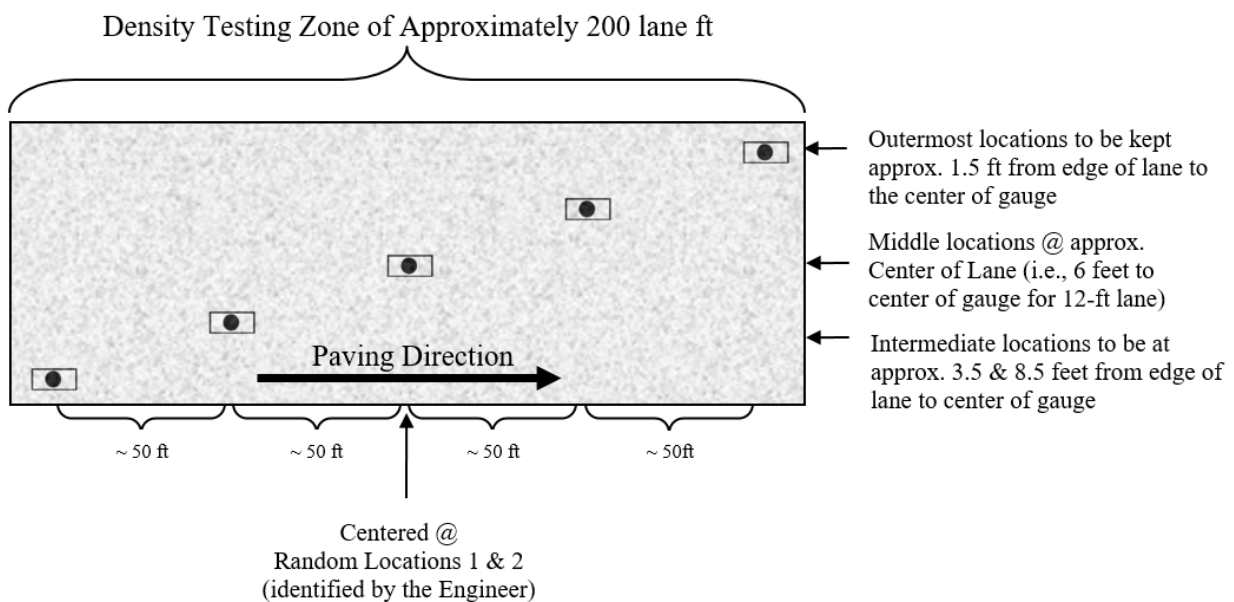 Density Testing Zone of Approximately 200 lane ft
Outermost locations to be kept
approx. 1.5 ft from edge of lane to
the center of gauge
Middle locations @ approx.
Center of Lane (i.e., 6 feet to
center of gauge for 12-ft lane)
Intermediate locations to be at
approx. 3.5 & 8.5 feet from edge of
lane to center of gauge
Paving Direction
~ 50 ft
~ 50 ft
~ 50 ft
~ 50ft
Centered @
Random Locations 1 & 2
(identified by the Engineer)